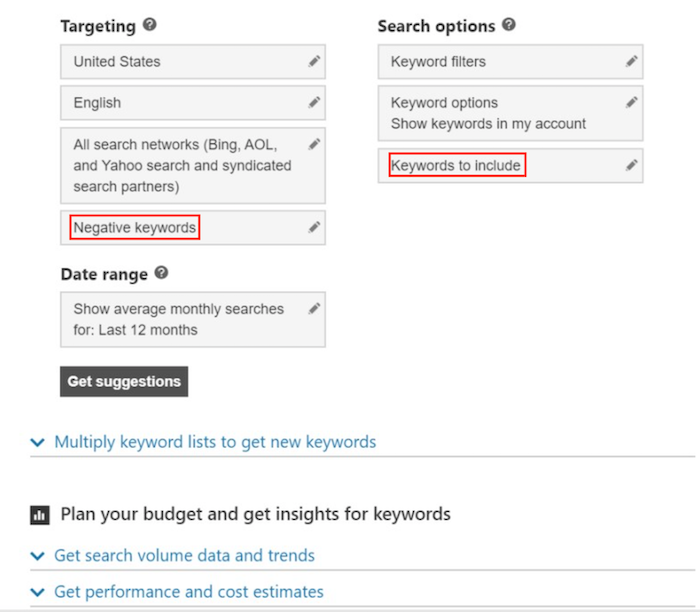 Targeting
United States
English
All search networks (Bing, AOL,
and Yahoo search and syndicated
search partners)
Negative keywords
Date range
Show average monthly searches
for: Last 12 months
Get suggestions
Search options
Keyword filters
Keyword options
Show keywords in my account
Keywords to include
Multiply keyword lists to get new keywords
Plan your budget and get insights for keywords
Get search volume data and trends
Get performance and cost estimates